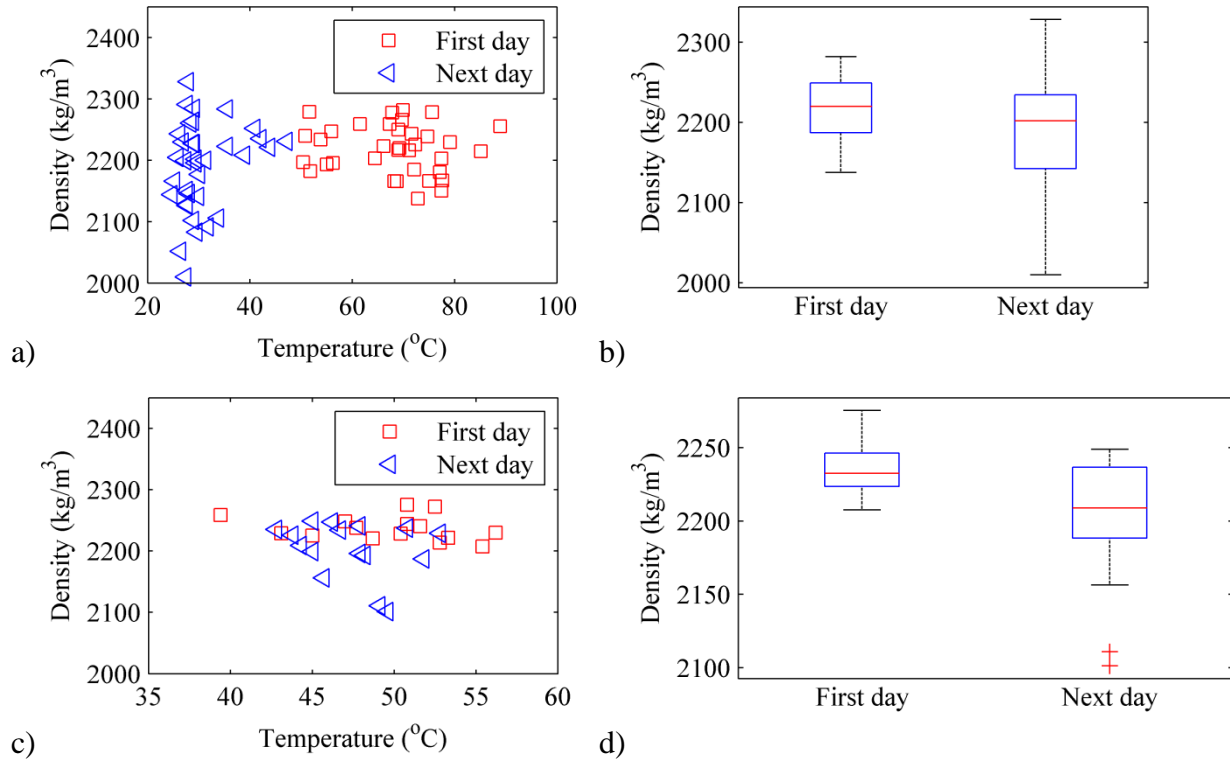 2400
2300
2200
2100
2000
Density (kg/m³)
First day
Next day
20 40 60 80 100
Temperature (°C)
a)
2300
2200
2100
2000
Density (kg/m³)
First day Next day
b)
2400
2300
2200
2100
2000
Density (kg/m³)
First day
Next day
35 40 45 50 55 60
Temperature (°C)
c)
2250
2200
2150
2100
Density (kg/m³)
First day Next day
d)